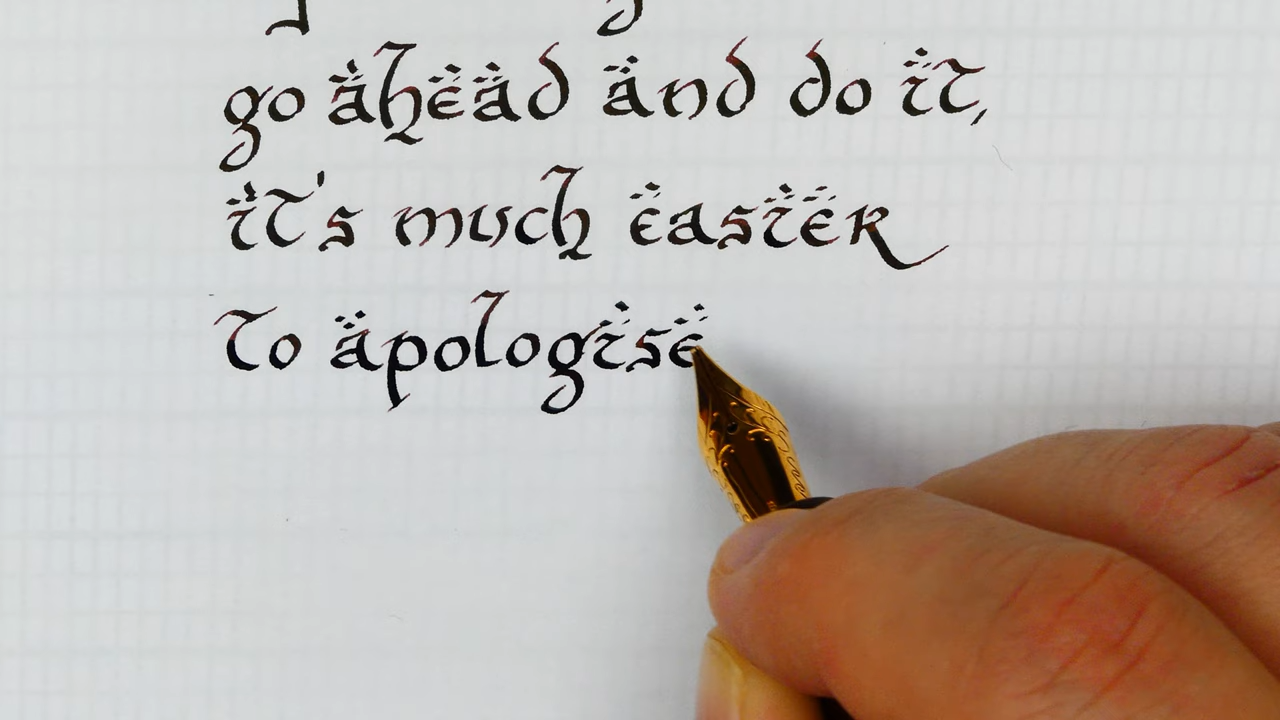 go ahead and do it,
it's much easier
to apologise